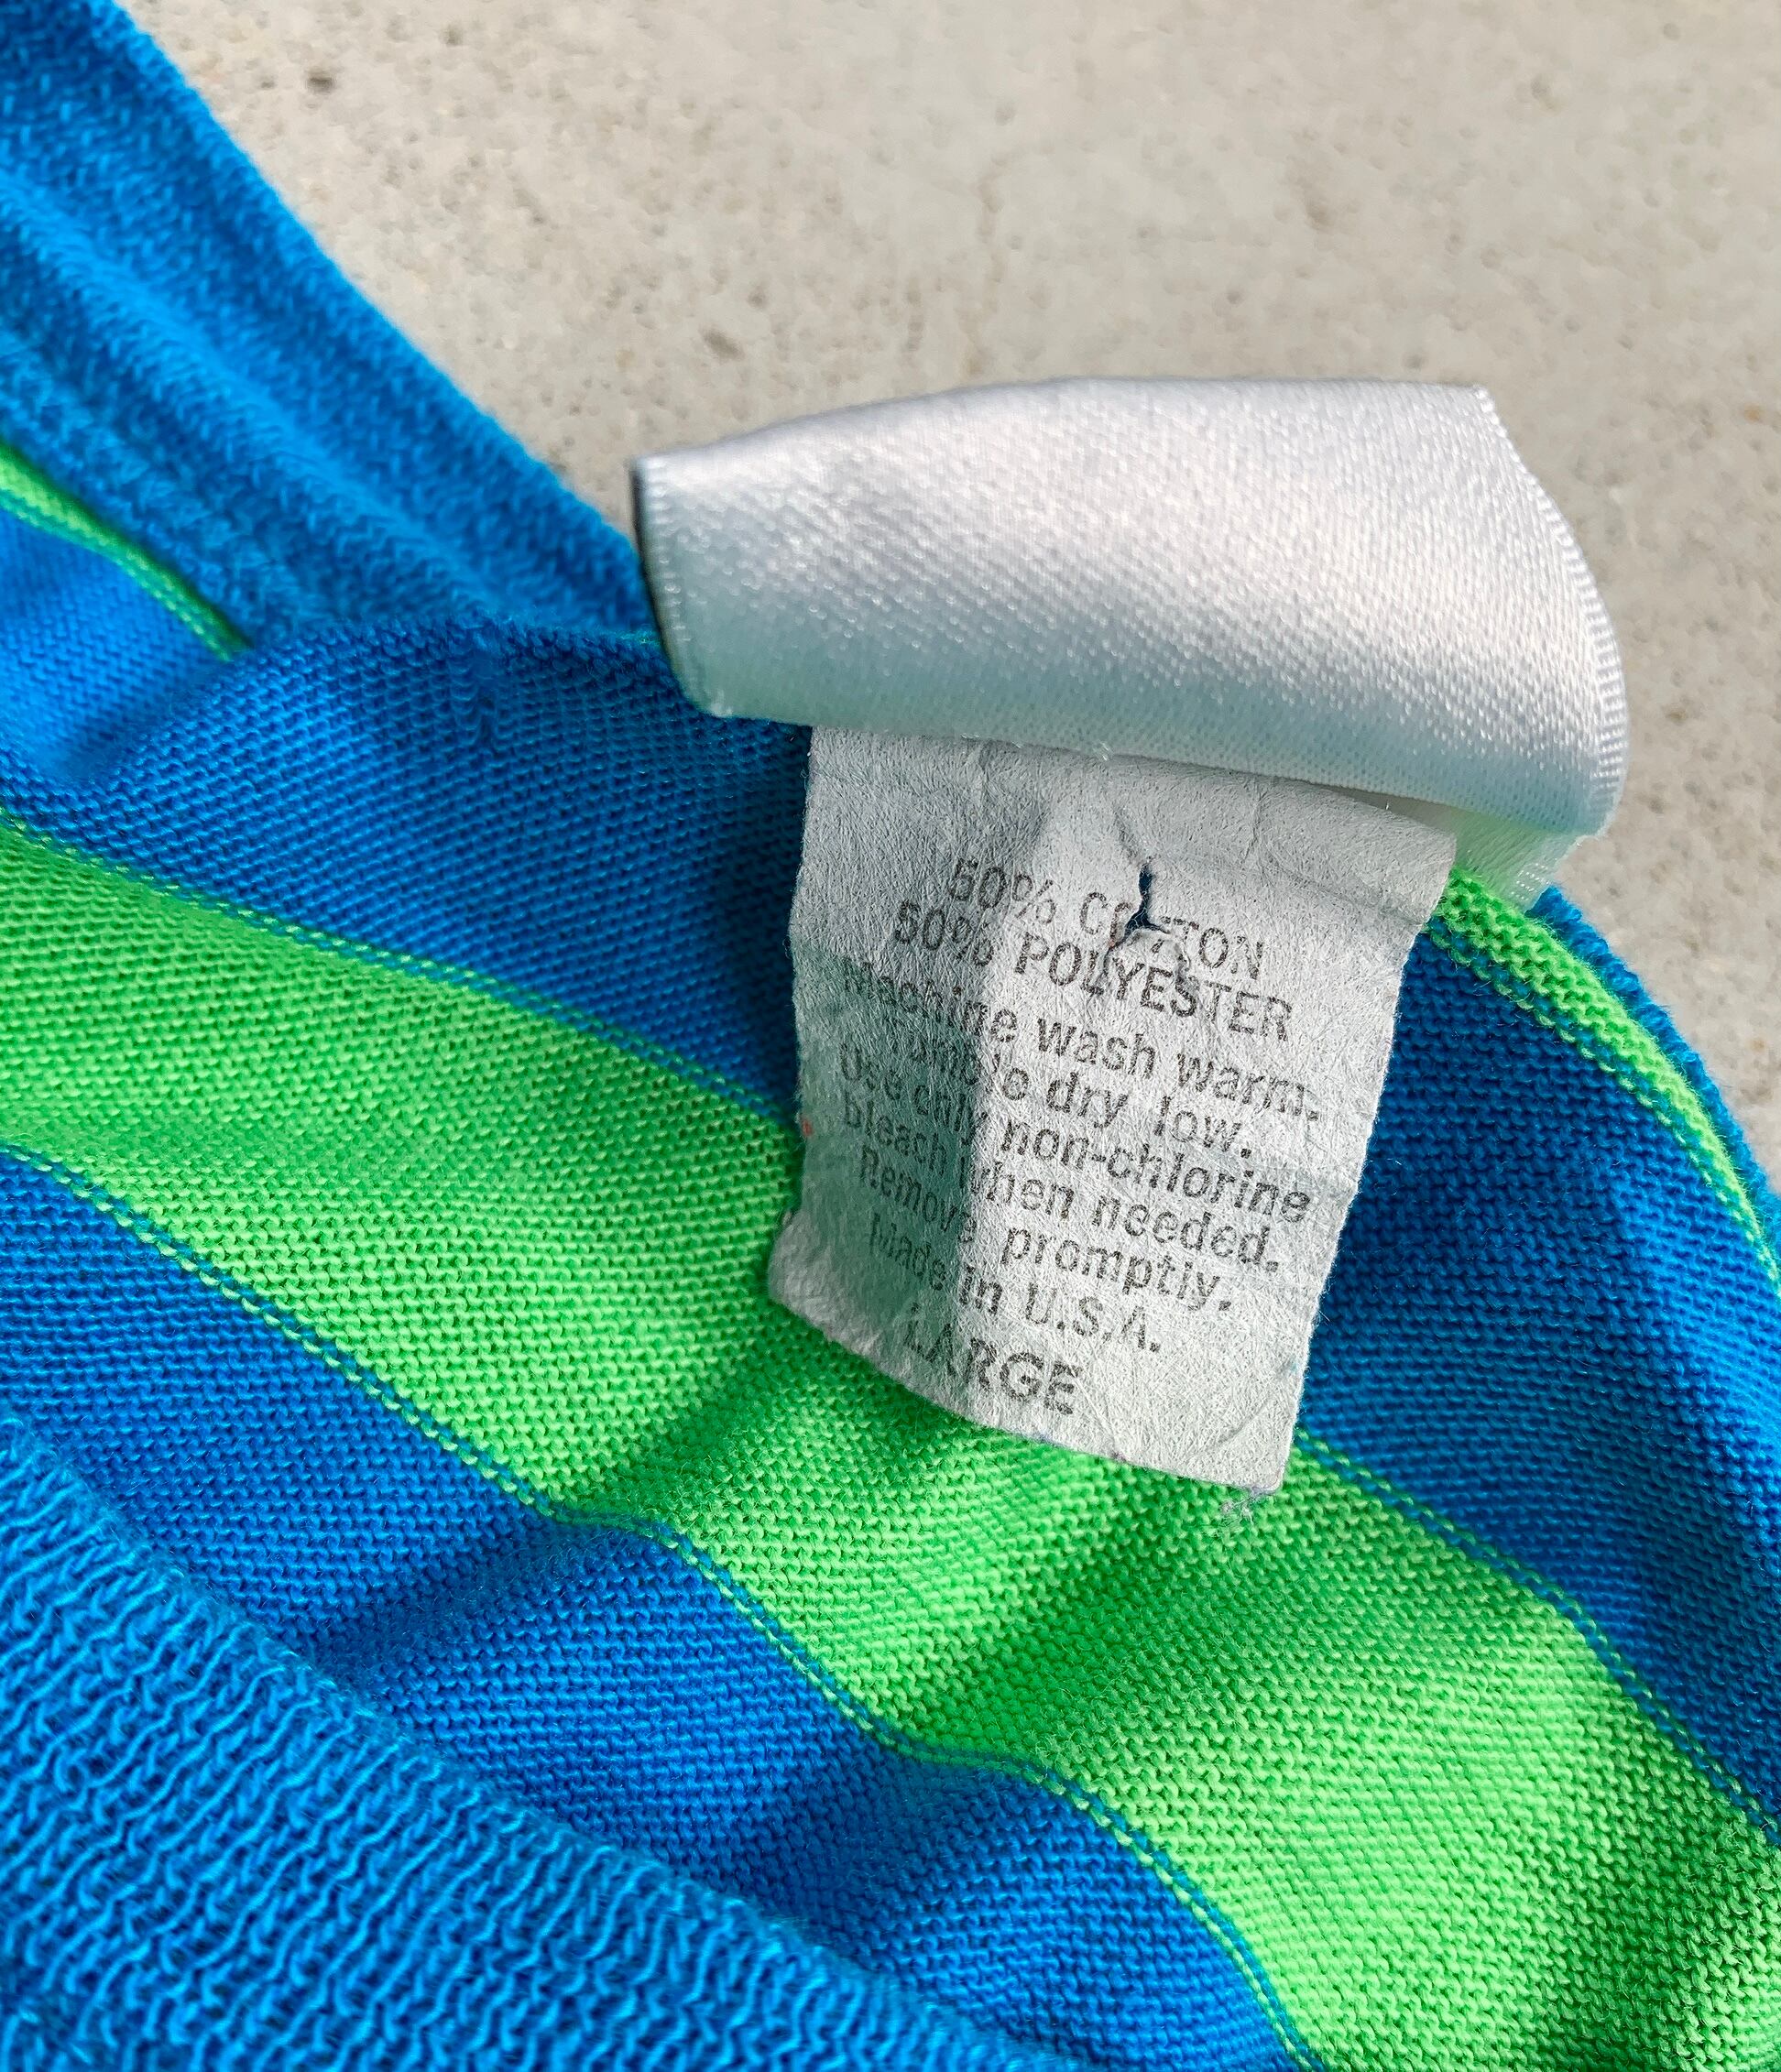 50% COTTON
50% POLYESTER
Machine wash warm.
Tumble dry low.
Use only non-chlorine
bleach when needed.
Remove promptly.
Made in U.S.A.
LARGE